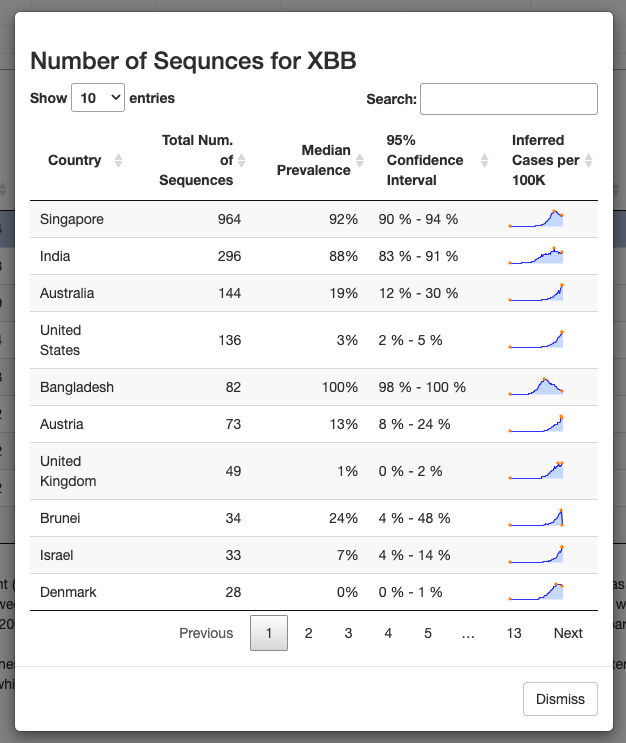 Number of Sequnces for XBB
Show 10 entries
Search:
Country
Total Num. of Sequences
Median Prevalence
95% Confidence Interval
Inferred Cases per 100K
Singapore 964 92% 90 % - 94 %
India 296 88% 83 % - 91 %
Australia 144 19% 12 % - 30 %
United States 136 3% 2 % - 5 %
Bangladesh 82 100% 98 % - 100 %
Austria 73 13% 8 % - 24 %
United Kingdom 49 1% 0 % - 2 %
Brunei 34 24% 4 % - 48 %
Israel 33 7% 4 % - 14 %
Denmark 28 0% 0 % - 1 %
Previous 1 2 3 4 5 … 13 Next
Dismiss